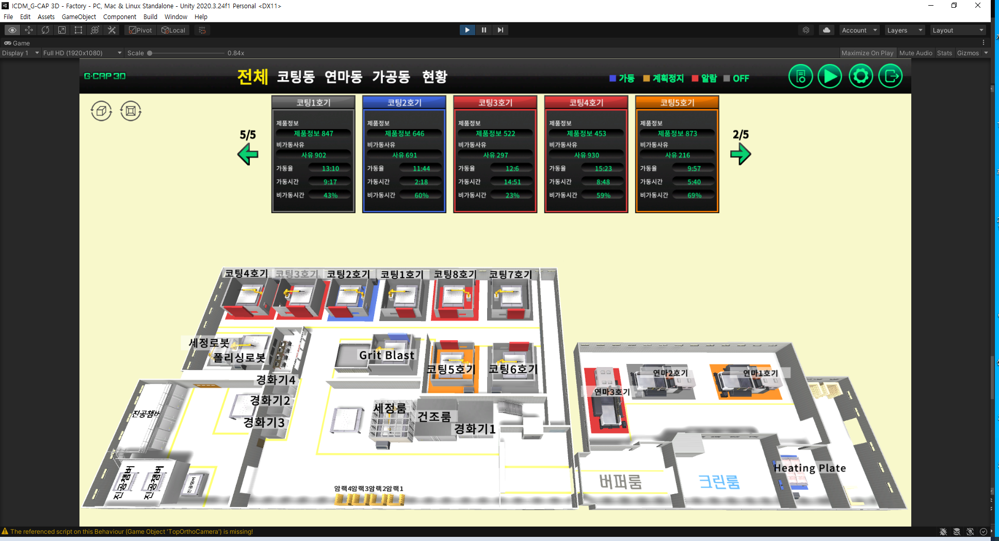 ICDM_G-CAP 3D - Factory - PC, Mac & Linux Standalone - Unity 2020.3.24f1 Personal <DX11>
File Edit Assets GameObject Component Build Window Help
Pivot Local Account Layers Layout
Game
Display 1 Full HD (1920x1080) Scale 0.84x Maximize On Play Mute Audio Stats Gizmos
G-CAP 3D 전체 코팅동 연마동 가공동 현황 가동 계획정지 알람 OFF
코팅1호기 코팅2호기 코팅3호기 코팅4호기 코팅5호기
제품정보 제품정보 제품정보 제품정보 제품정보
5/5 제품정보 847 제품정보 646 제품정보 522 제품정보 453 제품정보 873 2/5
비가동사유 비가동사유 비가동사유 비가동사유 비가동사유
사유 902 사유 691 사유 297 사유 930 사유 216
가동율 13:10 가동율 11:44 가동율 12:6 가동율 15:23 가동율 9:57
가동시간 9:17 가동시간 2:18 가동시간 14:51 가동시간 8:48 가동시간 5:40
비가동시간 43% 비가동시간 60% 비가동시간 23% 비가동시간 59% 비가동시간 69%
코팅4호기 코팅3호기 코팅2호기 코팅1호기 코팅8호기 코팅7호기
세정로봇
폴리싱로봇 Grit Blast
코팅5호기 코팅6호기 연마2호기 연마1호기
경화기4
연마3호기
경화기2
진공챔버 세정룸 건조룸
경화기3 경화기1
Heating Plate
진공챔버 진공챔버 진공챔버 버퍼룸 크린룸
암랙4암랙3암랙2암랙1
The referenced script on this Behaviour (Game Object 'TopOrthoCamera') is missing!